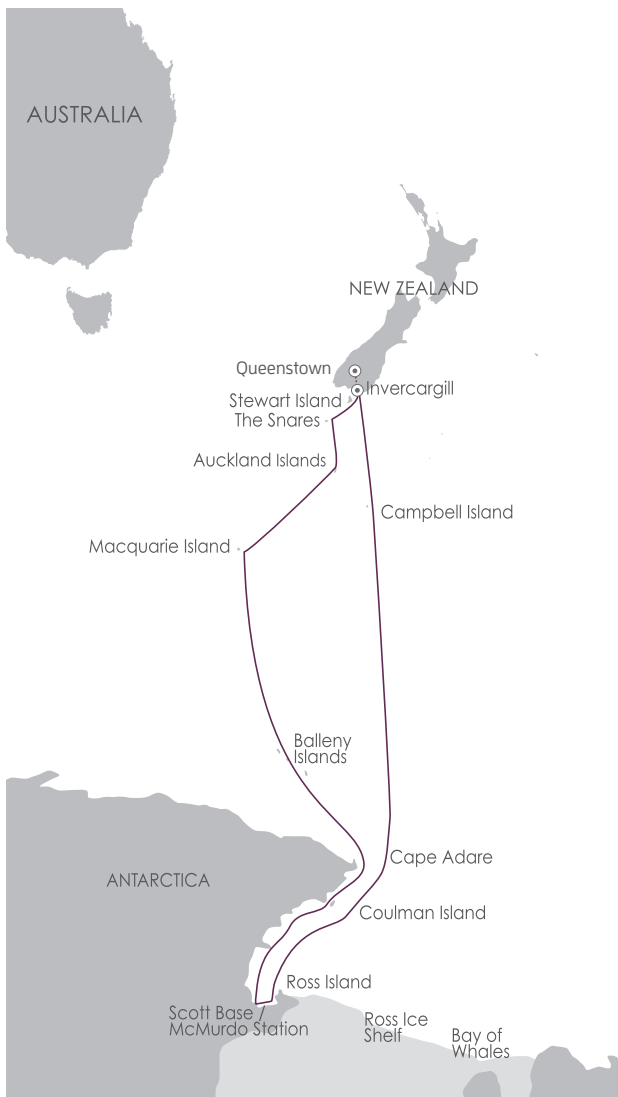 AUSTRALIA
NEW ZEALAND
Queenstown
Invercargill
Stewart Island
The Snares
Auckland Islands
Campbell Island
Macquarie Island
Balleny
Islands
Cape Adare
ANTARCTICA
Coulman Island
Ross Island
Scott Base /
McMurdo Station
Ross Ice
Shelf
Bay of
Whales